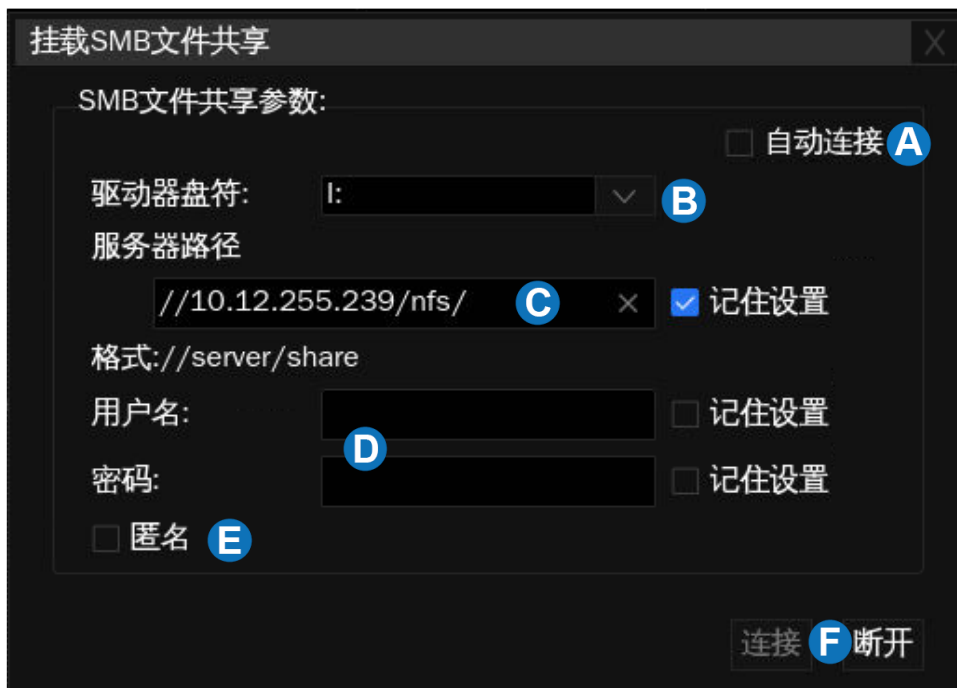 挂载SMB文件共享 X
SMB文件共享参数:
自动连接 A
驱动器盘符: I: B
服务器路径
//10.12.255.239/nfs/ C × 记住设置
格式://server/share
用户名: 记住设置
D
密码: 记住设置
匿名 E
连接 F 断开